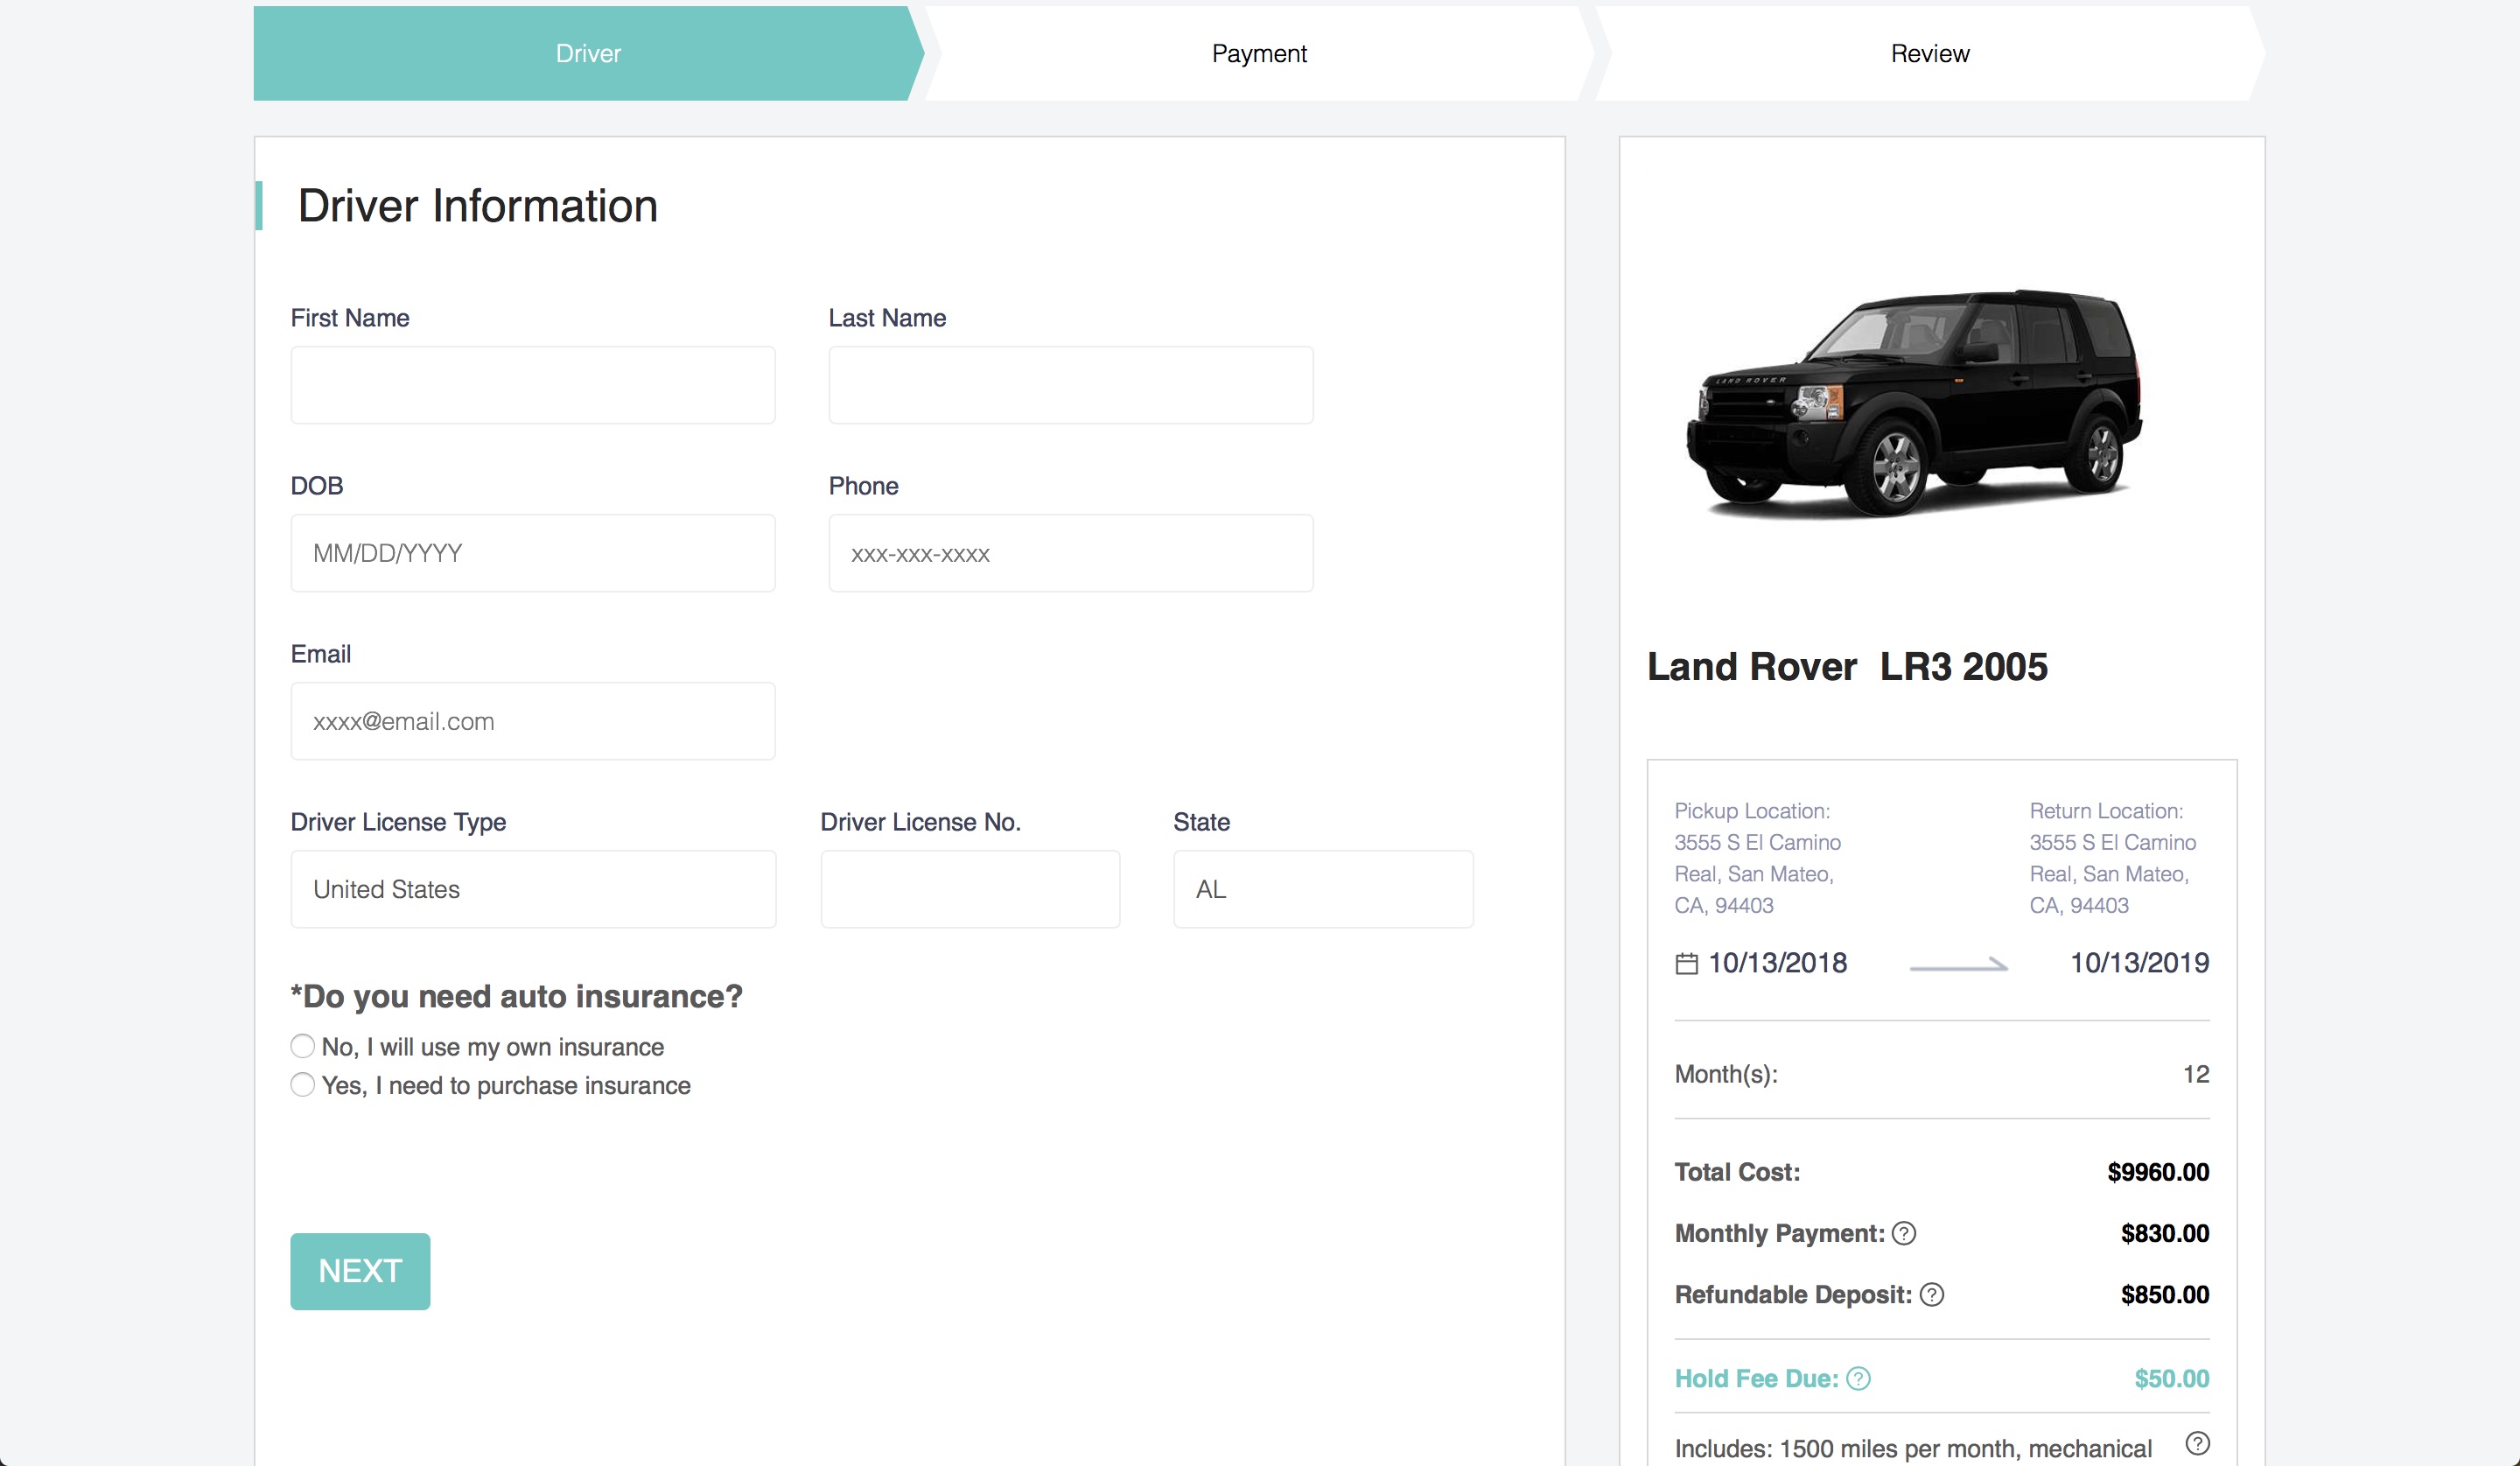 Driver
Payment
Review
Driver Information
First Name
Last Name
DOB
Phone
MM/DD/YYYY
xxx-xxx-xxxx
Email
xxxx@email.com
Driver License Type
Driver License No.
State
United States
AL
*Do you need auto insurance?
No, I will use my own insurance
Yes, I need to purchase insurance
NEXT
LAND ROVER
Land Rover LR3 2005
Pickup Location:
3555 S El Camino
Real, San Mateo,
CA, 94403
Return Location:
3555 S El Camino
Real, San Mateo,
CA, 94403
10/13/2018
10/13/2019
Month(s):
12
Total Cost:
$9960.00
Monthly Payment: ?
$830.00
Refundable Deposit: ?
$850.00
Hold Fee Due: ?
$50.00
Includes: 1500 miles per month, mechanical ?